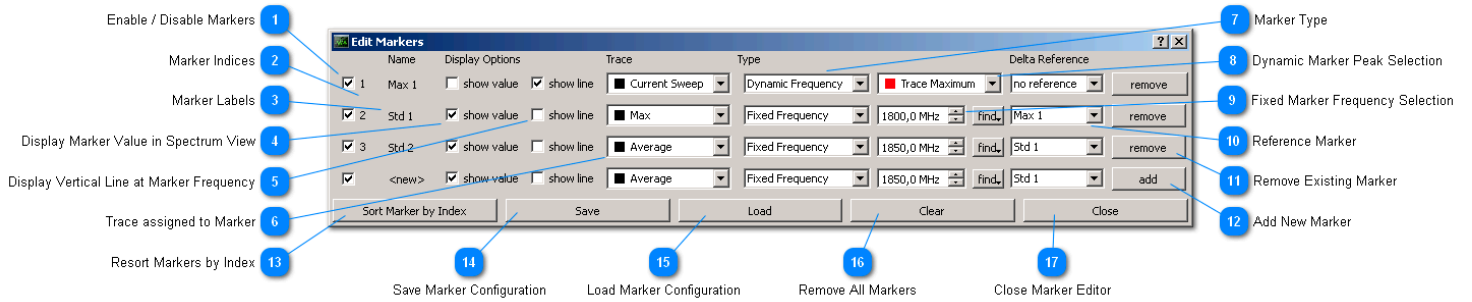 Enable / Disable Markers 1
Marker Indices 2
Marker Labels 3
Display Marker Value in Spectrum View 4
Display Vertical Line at Marker Frequency 5
Trace assigned to Marker 6
Resort Markers by Index 13
Edit Markers
Name Display Options Trace Type Delta Reference
1 Max 1 show value show line Current Sweep Dynamic Frequency Trace Maximum no reference remove
2 Std 1 show value show line Max Fixed Frequency 1800,0 MHz find Max 1 remove
3 Std 2 show value show line Average Fixed Frequency 1850,0 MHz find Std 1 remove
<new> show value show line Average Fixed Frequency 1850,0 MHz find Std 1 add
Sort Marker by Index Save Load Clear Close
7 Marker Type
8 Dynamic Marker Peak Selection
9 Fixed Marker Frequency Selection
10 Reference Marker
11 Remove Existing Marker
12 Add New Marker
14 15 16 17
Save Marker Configuration Load Marker Configuration Remove All Markers Close Marker Editor